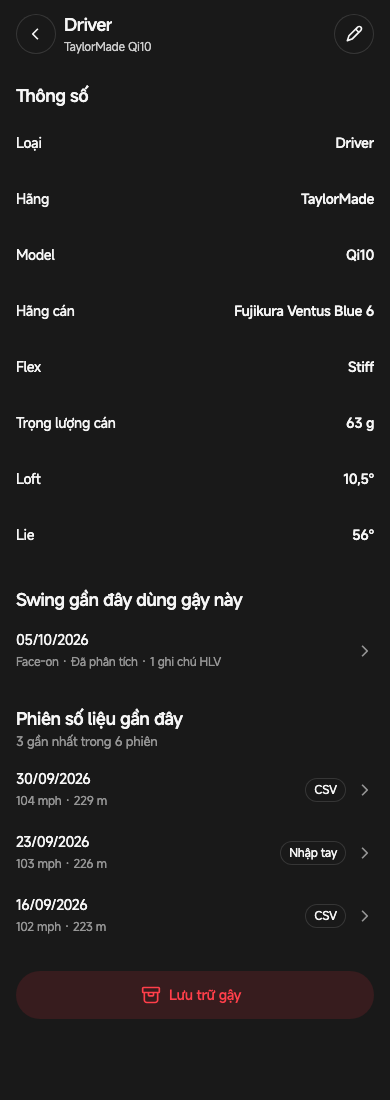 Driver
TaylorMade Qi10
Thông số
Loại Driver
Hãng TaylorMade
Model Qi10
Hãng cán Fujikura Ventus Blue 6
Flex Stiff
Trọng lượng cán 63 g
Loft 10,5°
Lie 56°
Swing gần đây dùng gậy này
05/10/2026
Face-on · Đã phân tích · 1 ghi chú HLV
Phiên số liệu gần đây
3 gần nhất trong 6 phiên
30/09/2026 CSV
104 mph · 229 m
23/09/2026 Nhập tay
103 mph · 226 m
16/09/2026 CSV
102 mph · 223 m
Lưu trữ gậy